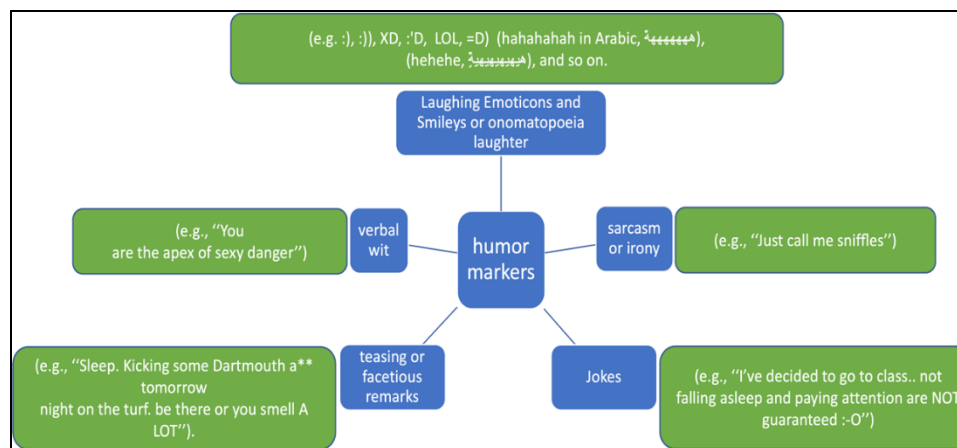 (e.g. :), :)), XD, :'D, LOL, =D) (hahahahah in Arabic, ),
(hehehe, ), and so on.
Laughing Emoticons and
Smileys or onomatopoeia
laughter
(e.g., ‘‘You
are the apex of sexy danger’’)
verbal
wit
humor
markers
sarcasm
or irony
(e.g., ‘‘Just call me sniffles’’)
(e.g., ‘‘Sleep. Kicking some Dartmouth a**
tomorrow
night on the turf. be there or you smell A
LOT’’).
teasing or
facetious
remarks
Jokes
(e.g., ‘‘I’ve decided to go to class.. not
falling asleep and paying attention are NOT
guaranteed :-O’’)